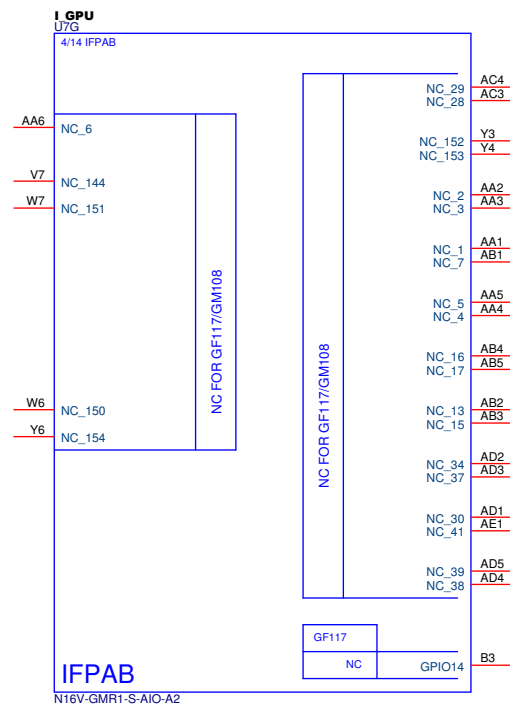 I_GPU
U7G
4/14 IFPAB
AA6 NC_6
V7 NC_144
W7 NC_151
W6 NC_150
Y6 NC_154
NC FOR GF117/GM108
NC FOR GF117/GM108
NC_29 AC4
NC_28 AC3
NC_152 Y3
NC_153 Y4
NC_2 AA2
NC_3 AA3
NC_1 AA1
NC_7 AB1
NC_5 AA5
NC_4 AA4
NC_16 AB4
NC_17 AB5
NC_13 AB2
NC_15 AB3
NC_34 AD2
NC_37 AD3
NC_30 AD1
NC_41 AE1
NC_39 AD5
NC_38 AD4
GF117
NC GPIO14 B3
IFPAB
N16V-GMR1-S-AIO-A2